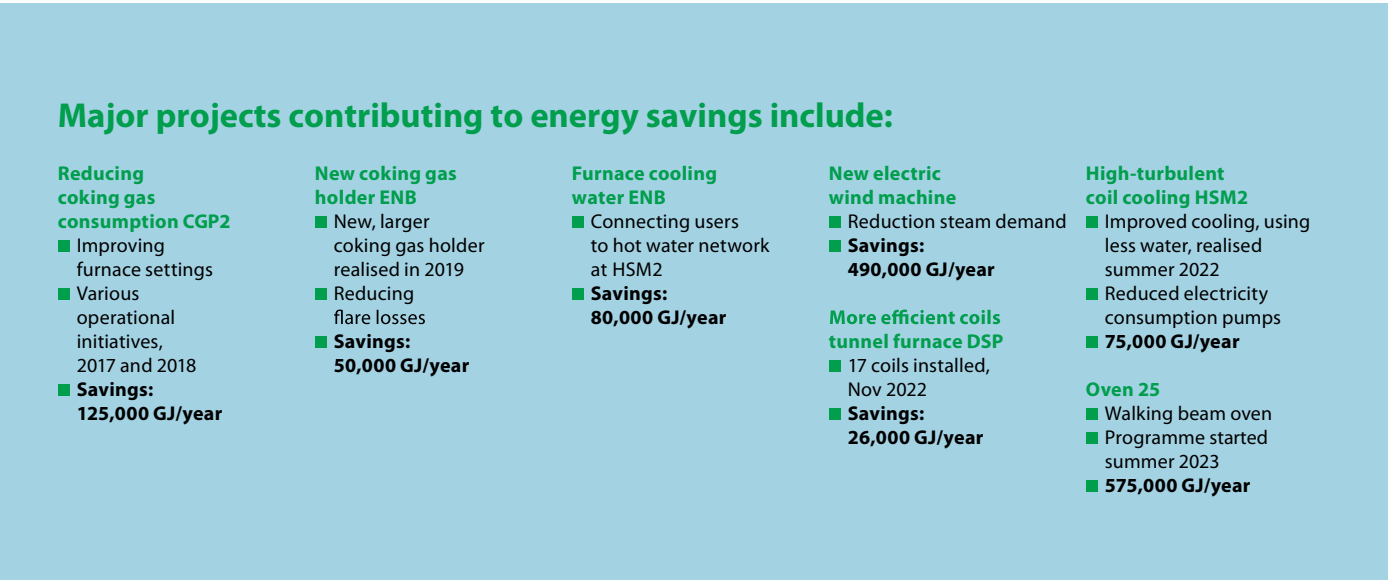 Major projects contributing to energy savings include:
Reducing
coking gas
consumption CGP2
Improving
furnace settings
Various
operational
initiatives,
2017 and 2018
Savings:
125,000 GJ/year
New coking gas
holder ENB
New, larger
coking gas holder
realised in 2019
Reducing
flare losses
Savings:
50,000 GJ/year
Furnace cooling
water ENB
Connecting users
to hot water network
at HSM2
Savings:
80,000 GJ/year
New electric
wind machine
Reduction steam demand
Savings:
490,000 GJ/year
More efficient coils
tunnel furnace DSP
17 coils installed,
Nov 2022
Savings:
26,000 GJ/year
High-turbulent
coil cooling HSM2
Improved cooling, using
less water, realised
summer 2022
Reduced electricity
consumption pumps
75,000 GJ/year
Oven 25
Walking beam oven
Programme started
summer 2023
575,000 GJ/year